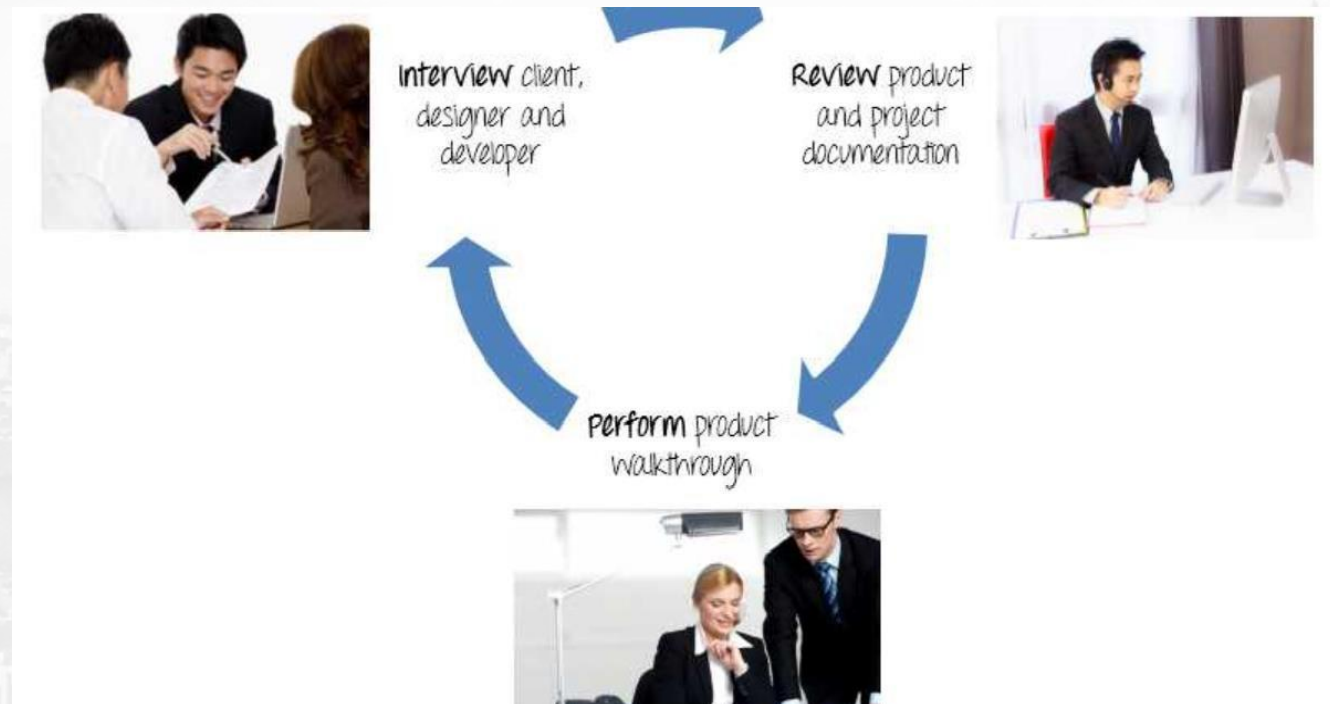 Interview client,
designer and
developer
Review product
and project
documentation
Perform product
walkthrough